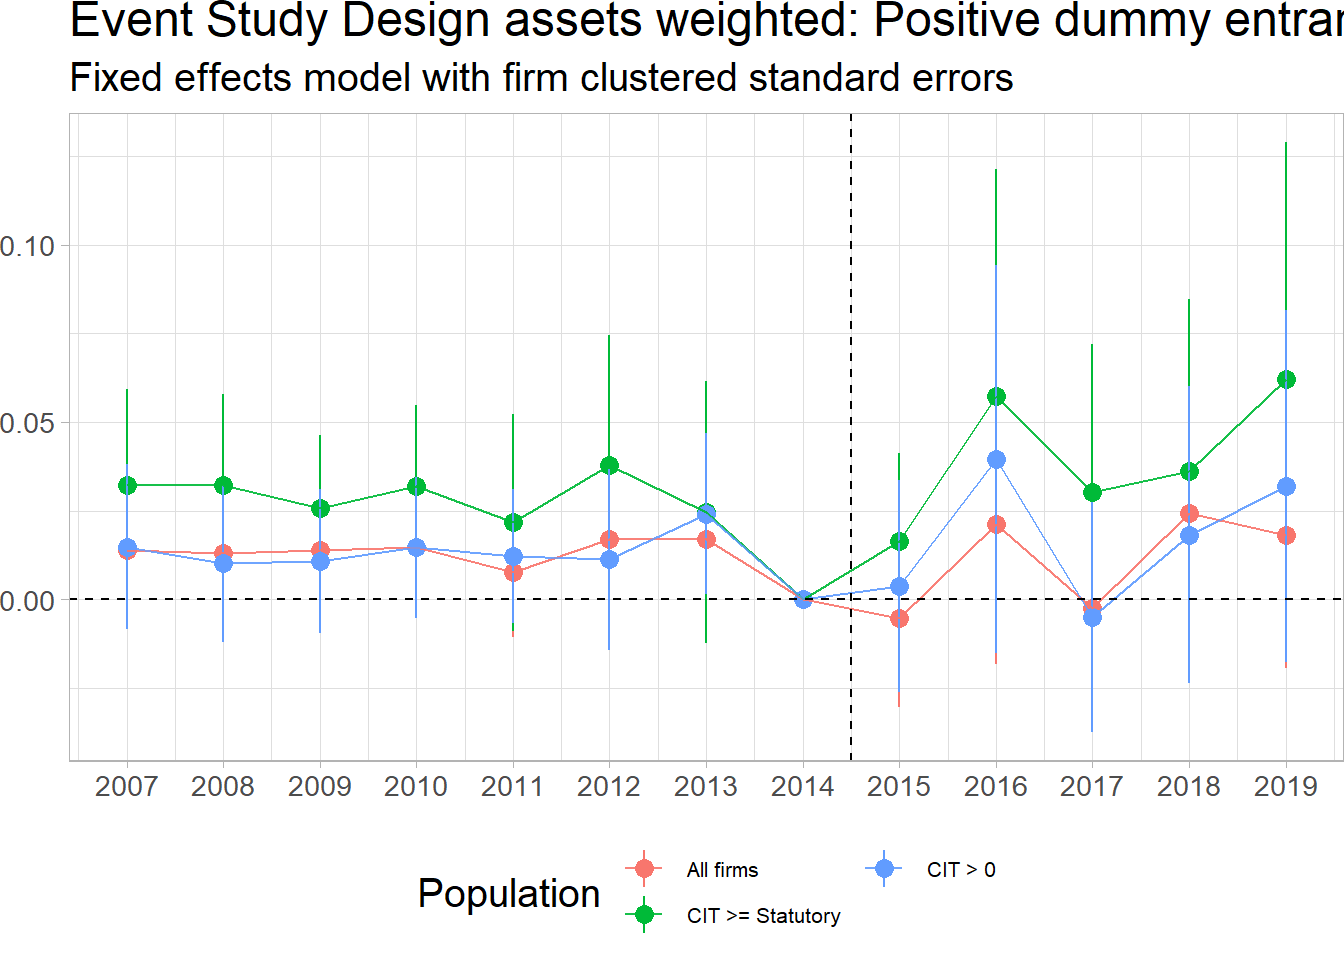 Event Study Design assets weighted: Positive dummy
Fixed effects model with firm clustered standard errors
0.10
0.05
0.00
2007 2008 2009 2010 2011 2012 2013 2014 2015 2016 2017 2018 2019
Population
All firms
CIT > 0
CIT >= Statutory